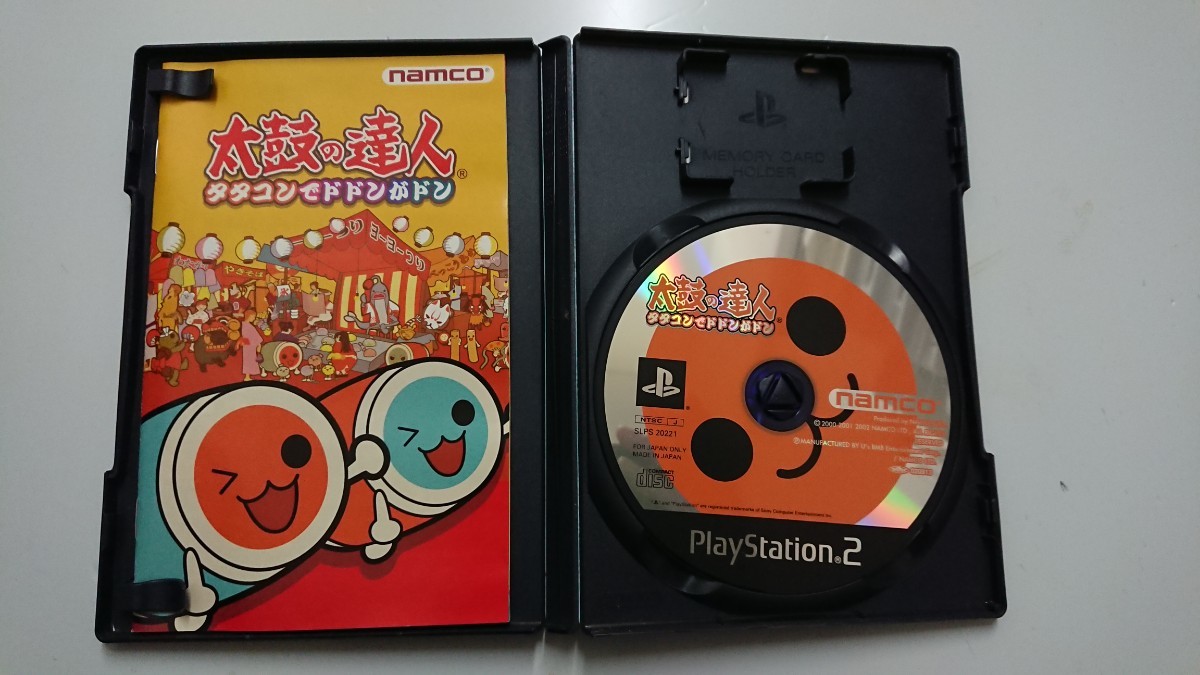 namco®
太鼓の達人®
タタコンでドドンがドン
ヨーヨーつり
やきそば
MEMORY CARD
HOLDER
太鼓の達人
タタコンでドドンがドン
namco
NTSC J
SLPS 20221
FOR JAPAN ONLY
MADE IN JAPAN
COMPACT
disc
PlayStation®2